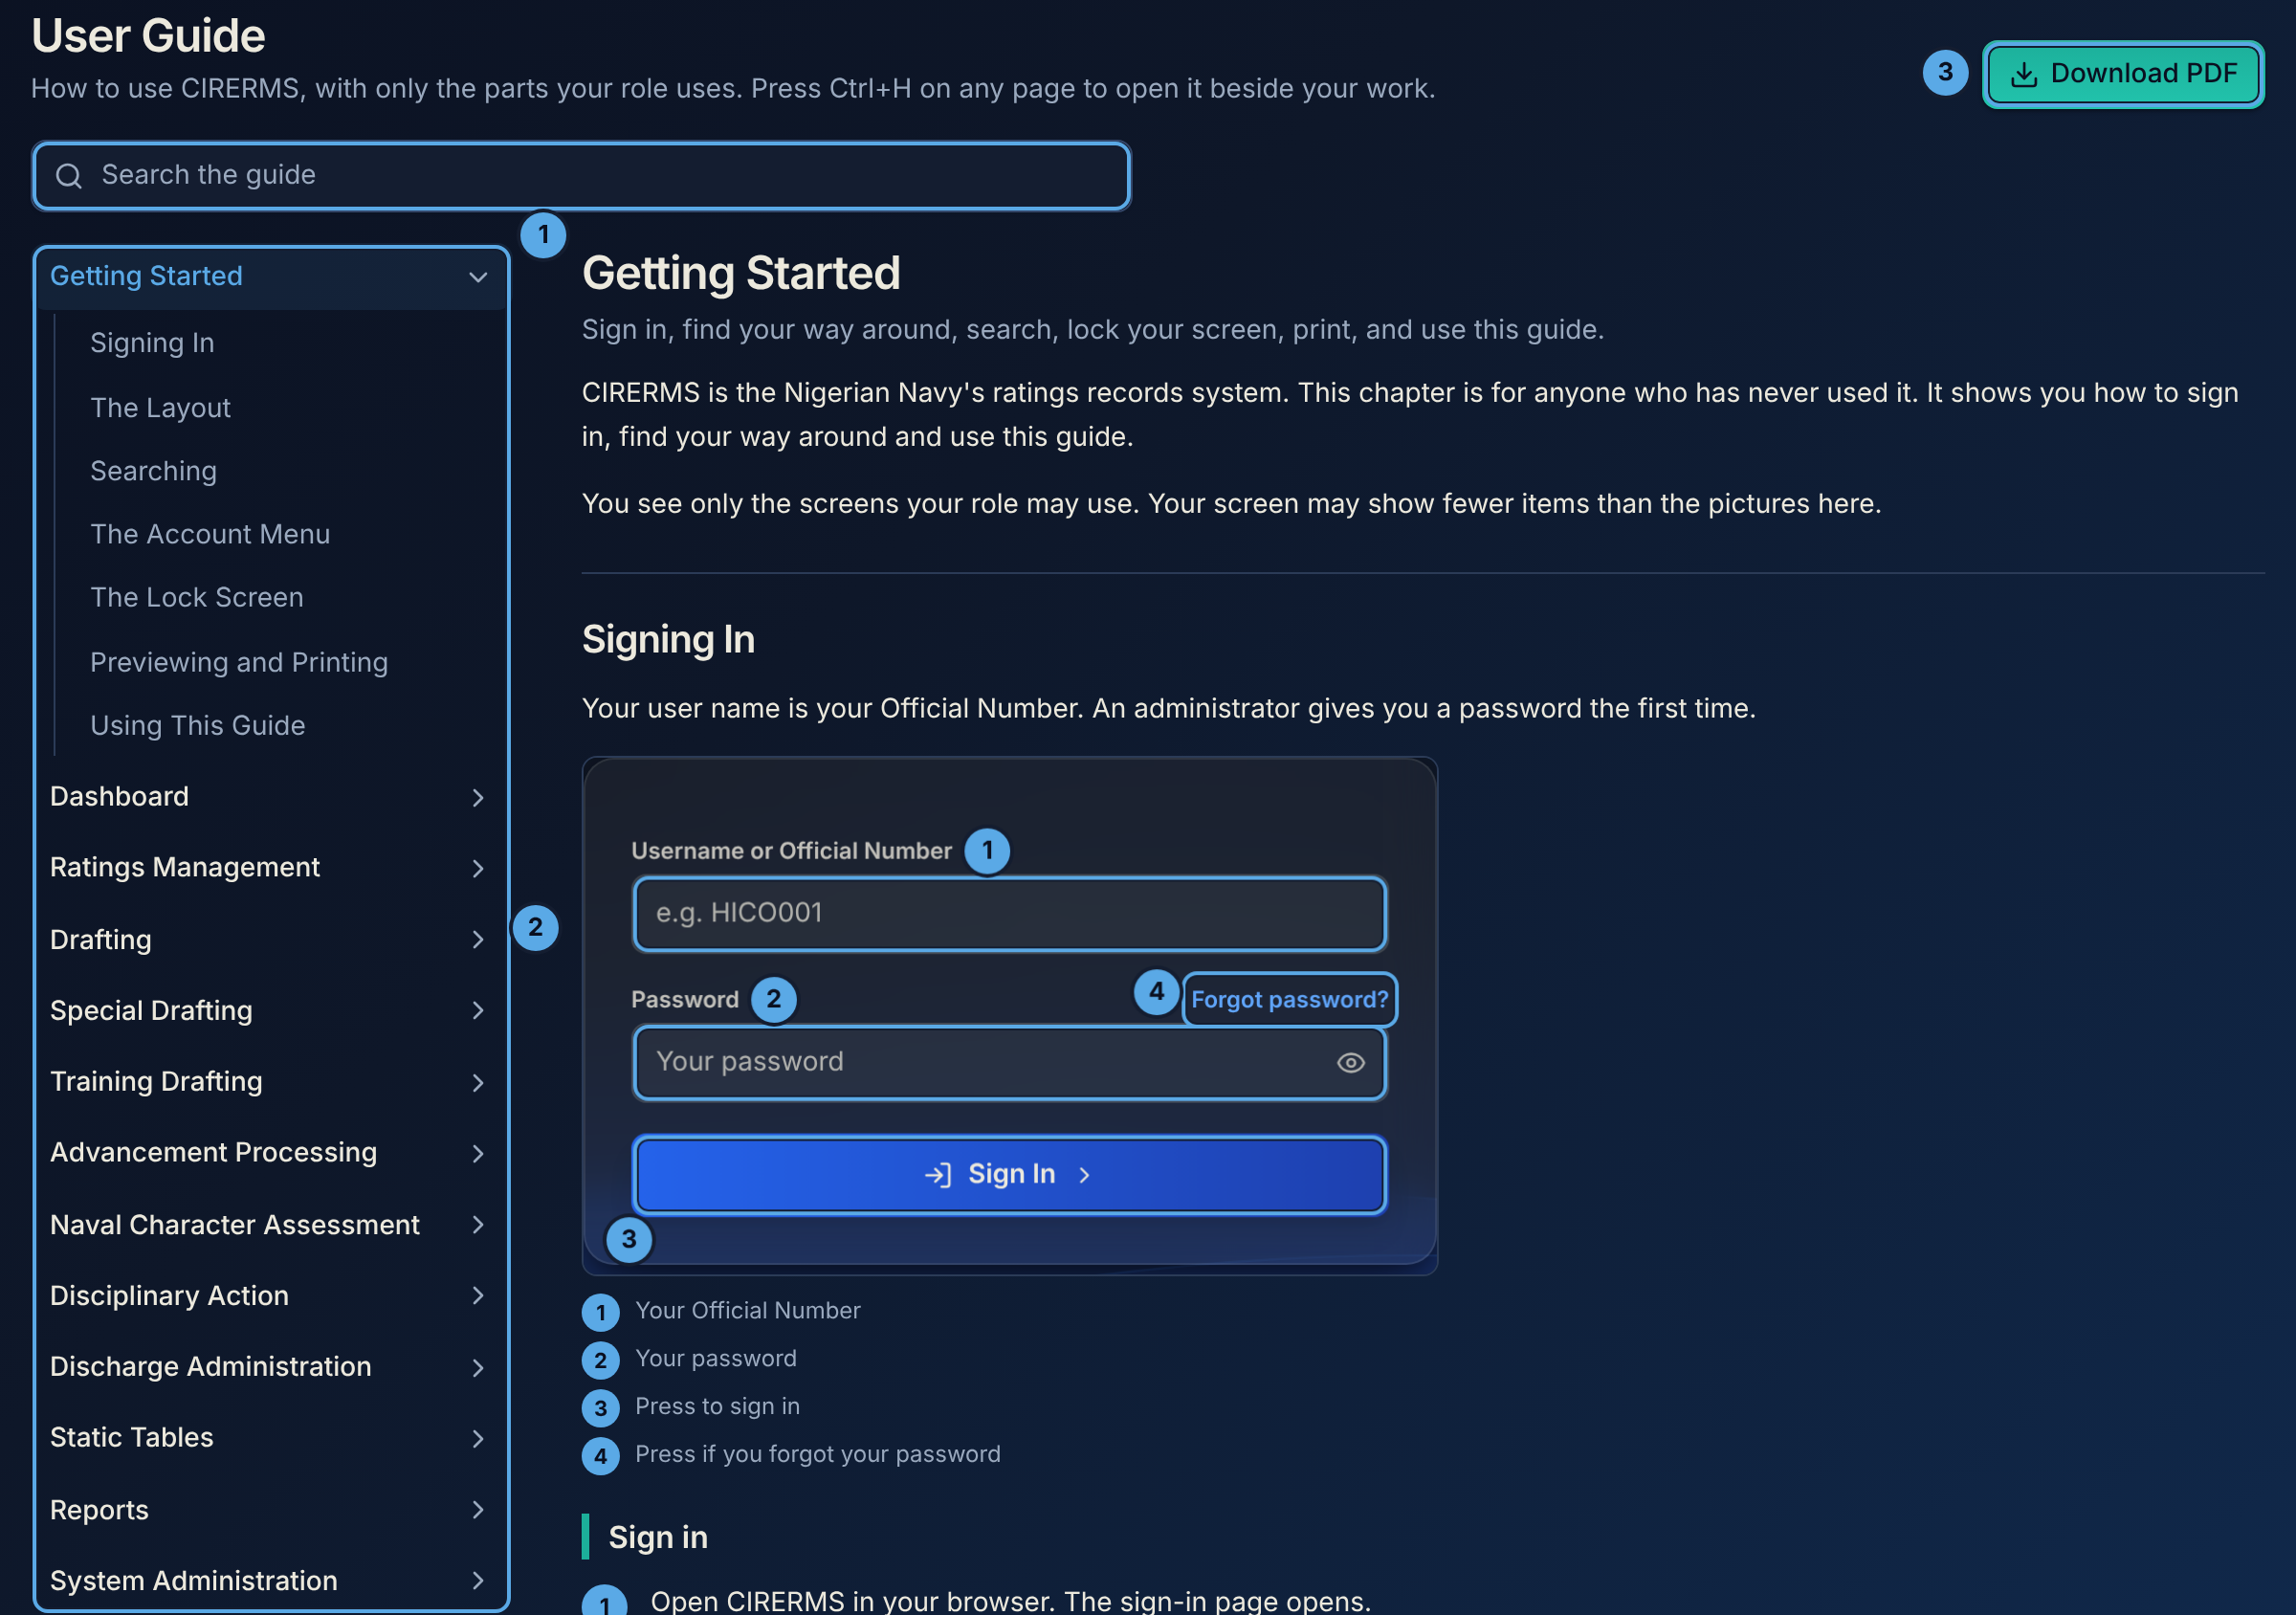 User Guide
How to use CIRERMS, with only the parts your role uses. Press Ctrl+H on any page to open it beside your work.
3
Download PDF
Search the guide
1
Getting Started
Signing In
The Layout
Searching
The Account Menu
The Lock Screen
Previewing and Printing
Using This Guide
Dashboard
Ratings Management
Drafting
Special Drafting
Training Drafting
Advancement Processing
Naval Character Assessment
Disciplinary Action
Discharge Administration
Static Tables
Reports
System Administration
2
Getting Started
Sign in, find your way around, search, lock your screen, print, and use this guide.
CIRERMS is the Nigerian Navy's ratings records system. This chapter is for anyone who has never used it. It shows you how to sign
in, find your way around and use this guide.
You see only the screens your role may use. Your screen may show fewer items than the pictures here.
Signing In
Your user name is your Official Number. An administrator gives you a password the first time.
Username or Official Number 1
e.g. HICO001
Password 2
4 Forgot password?
Your password
Sign In
3
1 Your Official Number
2 Your password
3 Press to sign in
4 Press if you forgot your password
Sign in
1 Open CIRERMS in your browser. The sign-in page opens.